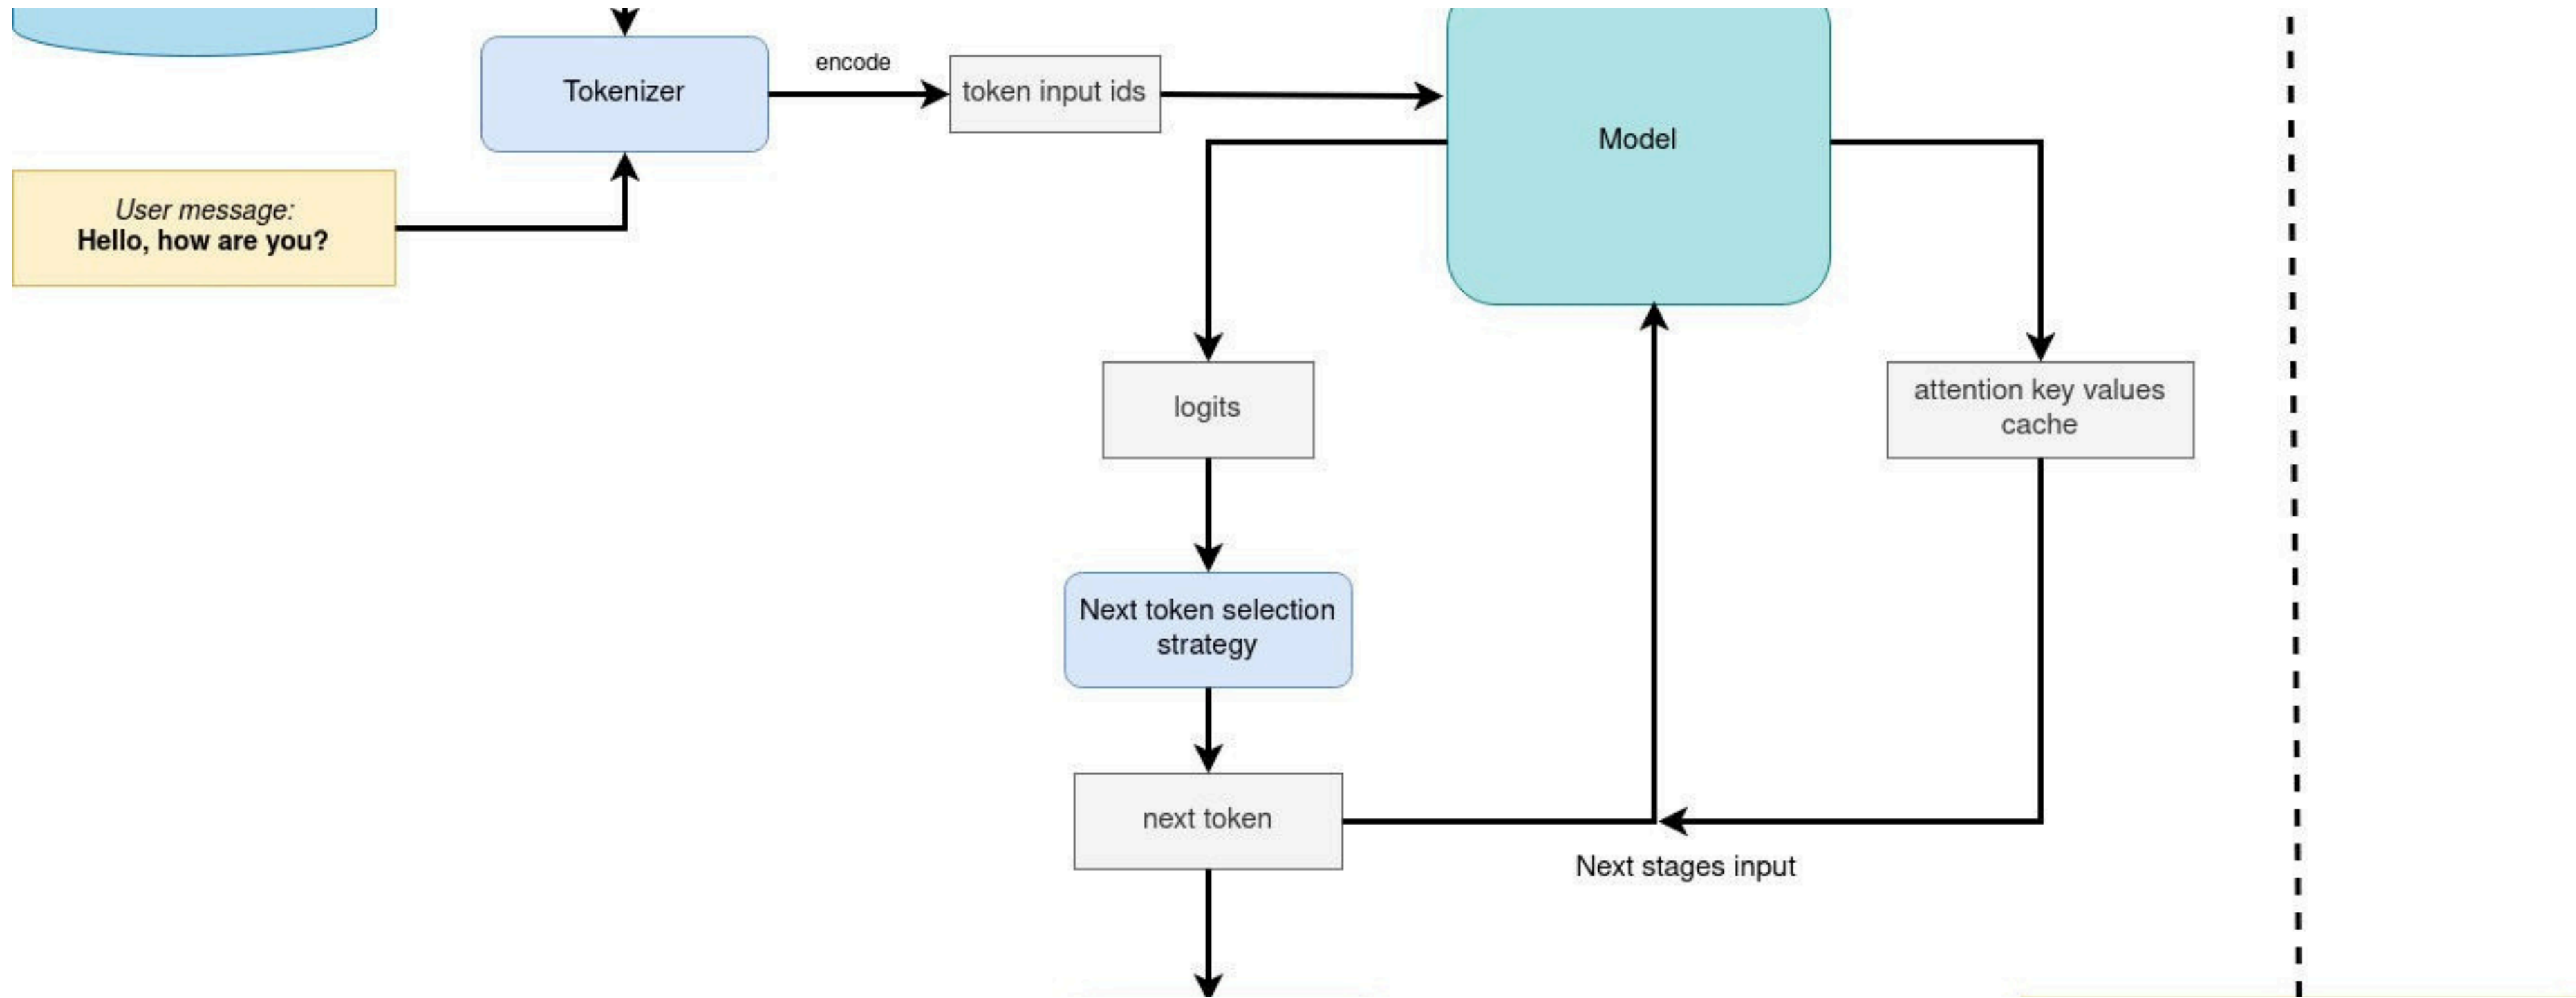 encode
Tokenizer
token input ids
Model
User message:
Hello, how are you?
logits
attention key values
cache
Next token selection
strategy
next token
Next stages input